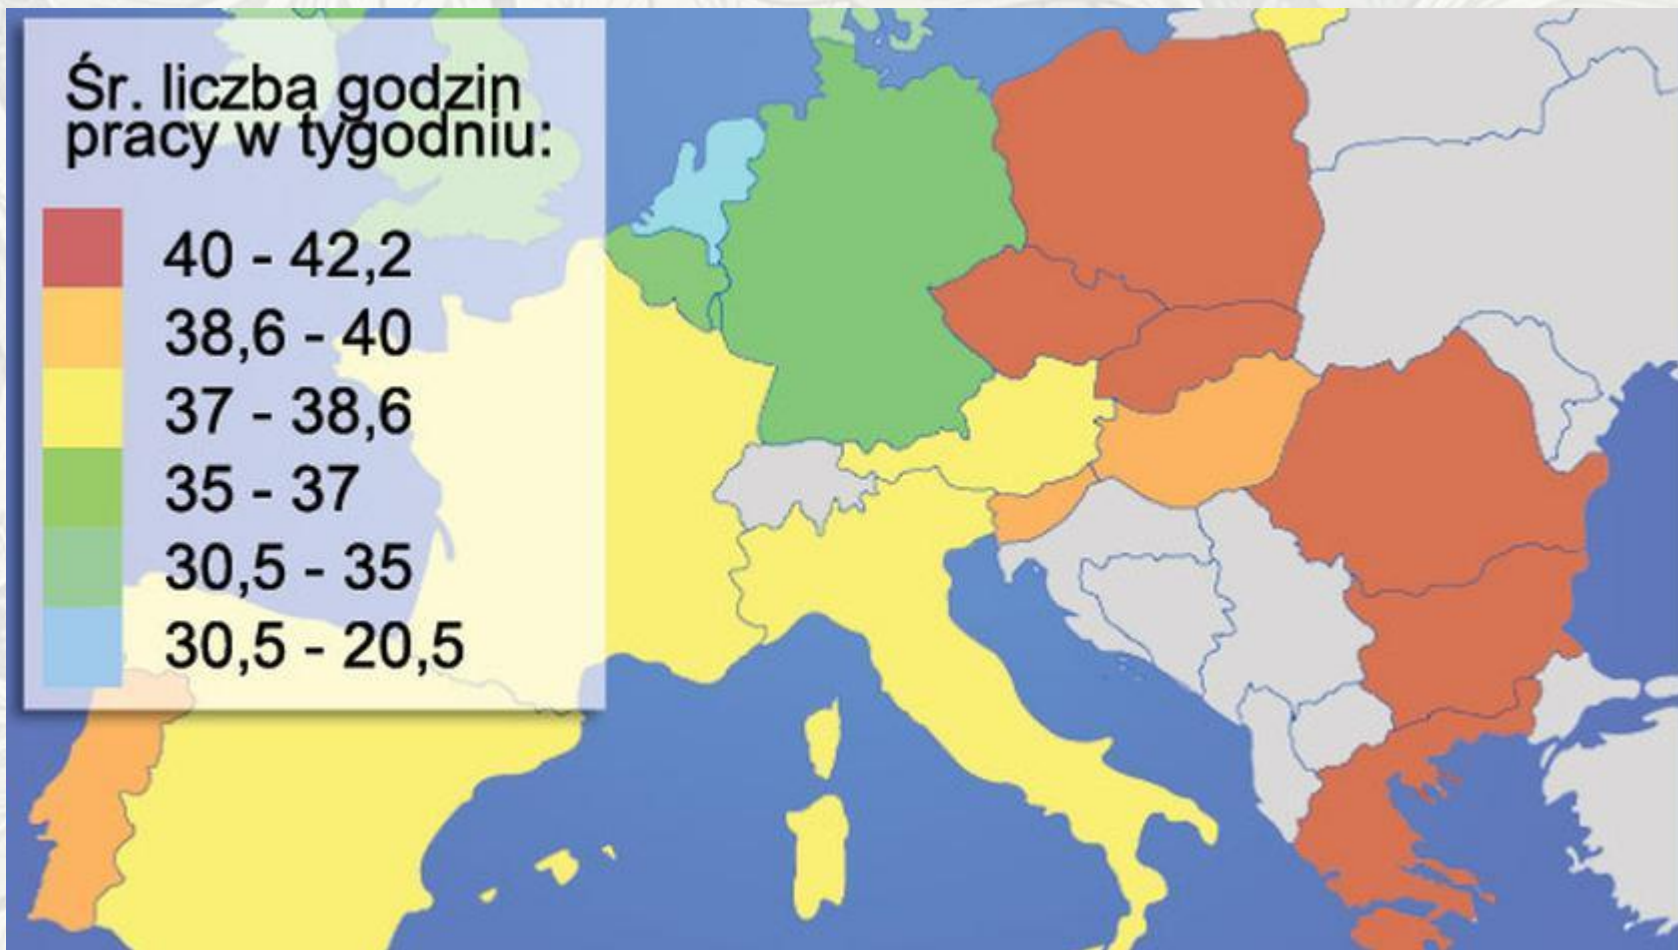 Śr. liczba godzin
pracy w tygodniu:
40 - 42,2
38,6 - 40
37 - 38,6
35 - 37
30,5 - 35
30,5 - 20,5